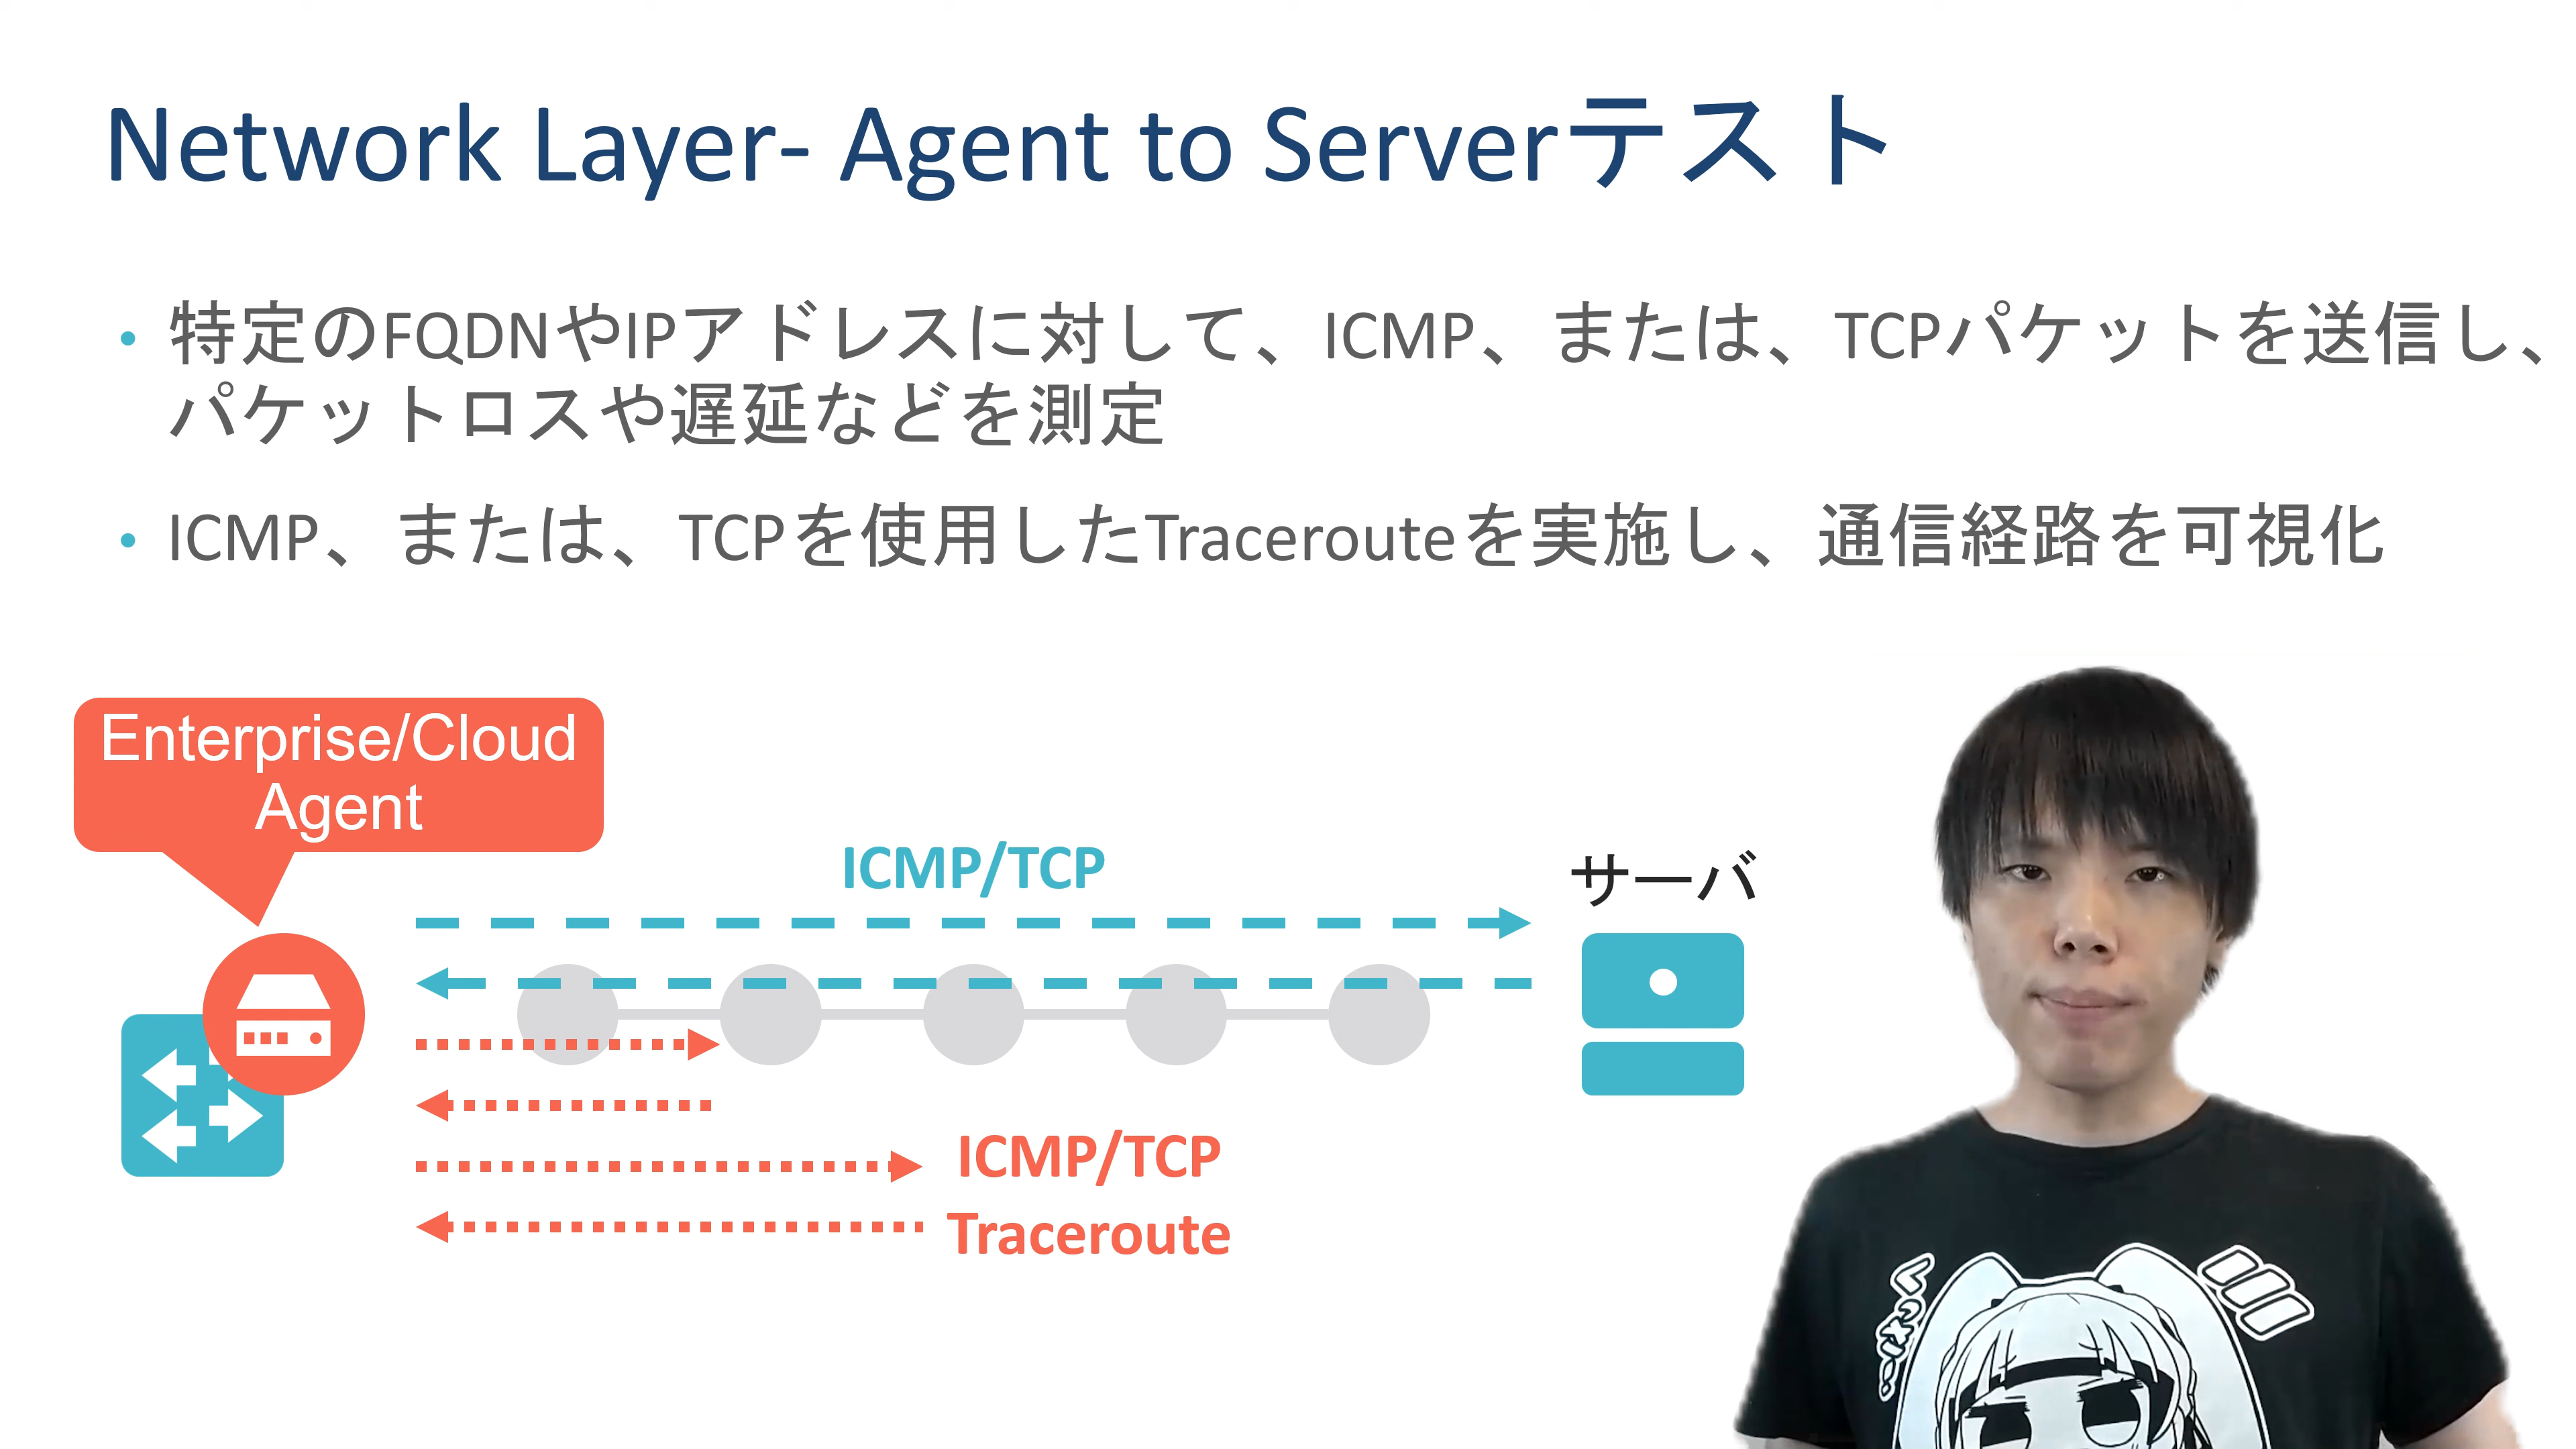 Network Layer- Agent to Serverテスト
• 特定のFQDNやIPアドレスに対して、ICMP、または、TCPパケットを送信し、
パケットロスや遅延などを測定
• ICMP、または、TCPを使用したTracerouteを実施し、通信経路を可視化
Enterprise/Cloud
Agent
ICMP/TCP
サーバ
ICMP/TCP
Traceroute